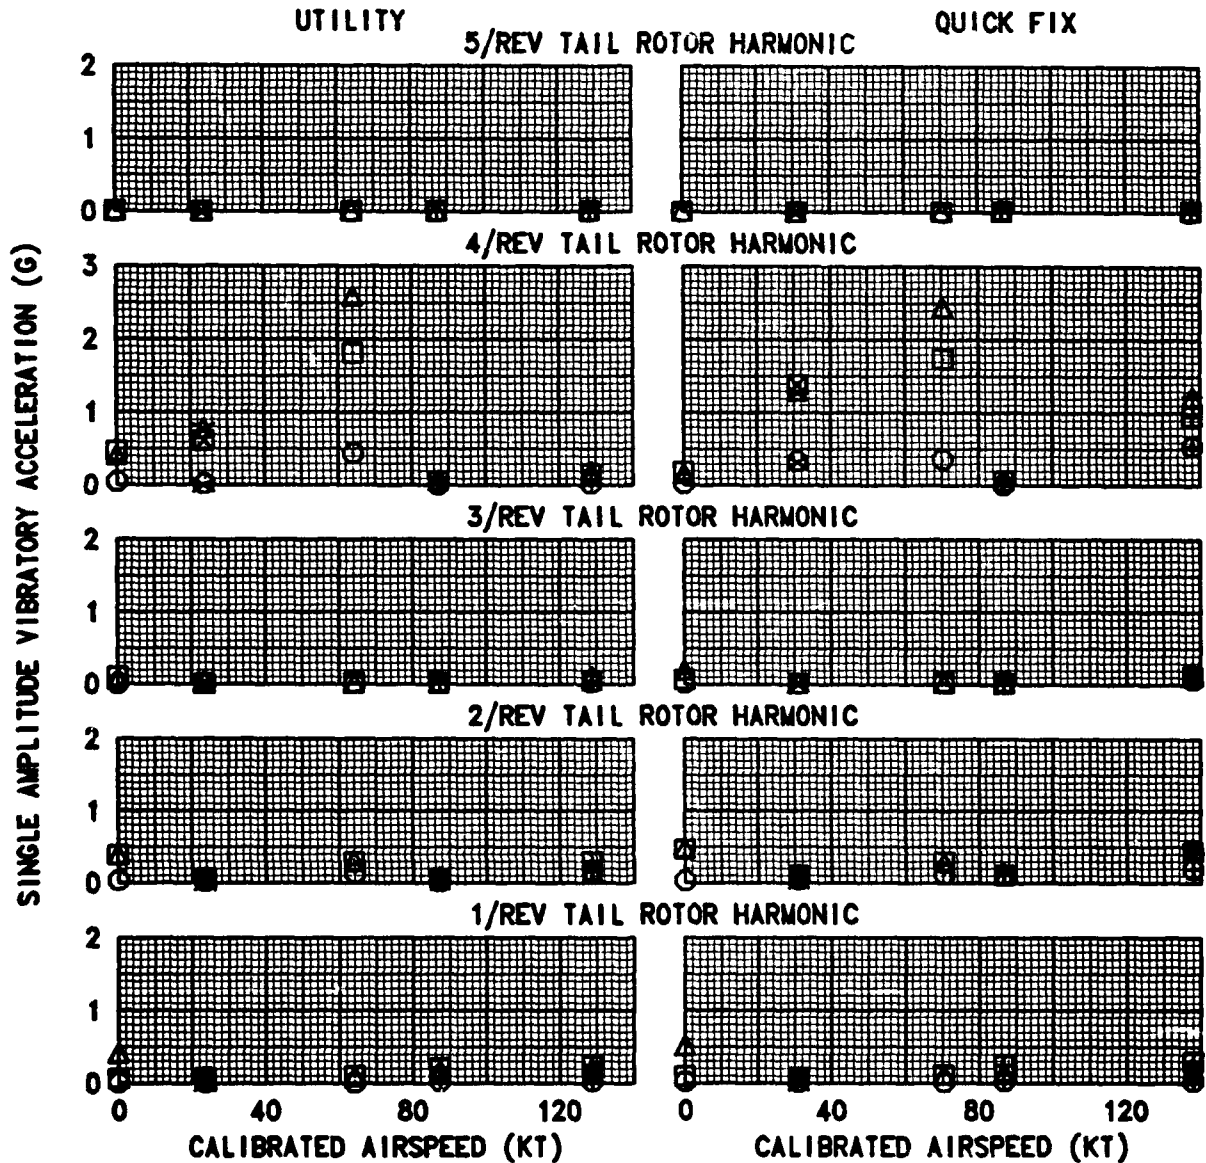 UTILITY QUICK FIX
5/REV TAIL ROTOR HARMONIC
2
1
0
4/REV TAIL ROTOR HARMONIC
3
2
1
0
3/REV TAIL ROTOR HARMONIC
2
1
0
2/REV TAIL ROTOR HARMONIC
2
1
0
1/REV TAIL ROTOR HARMONIC
2
1
0
0 40 80 120 0 40 80 120
CALIBRATED AIRSPEED (KT) CALIBRATED AIRSPEED (KT)
SINGLE AMPLITUDE VIBRATORY ACCELERATION (G)